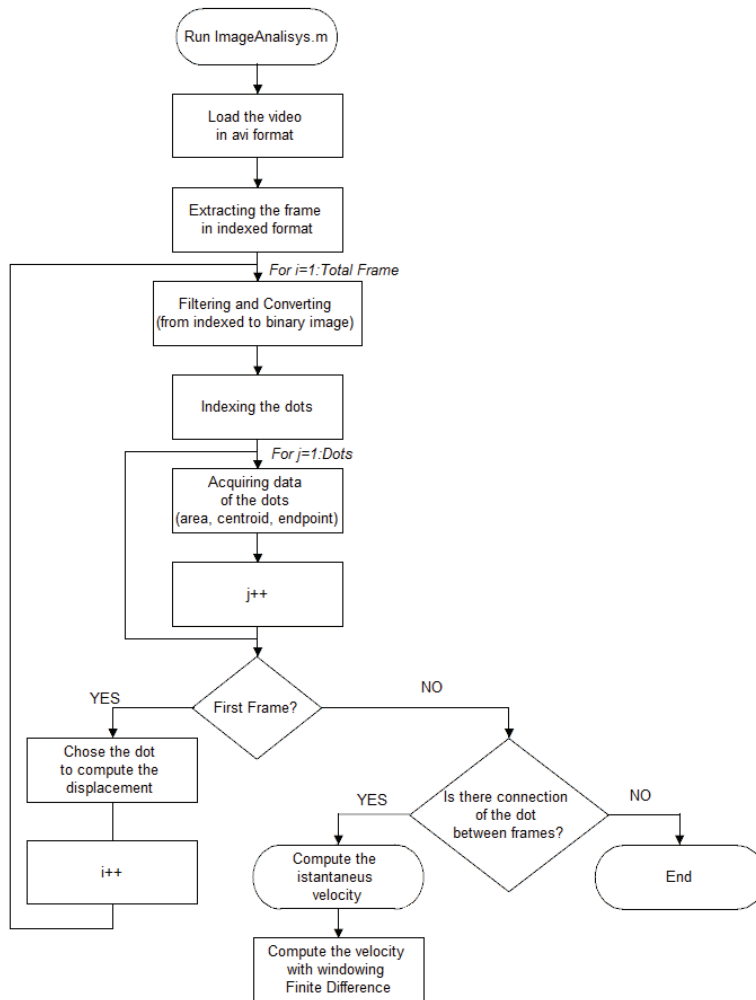 Run ImageAnalisys.m
Load the video
in avi format
Extracting the frame
in indexed format
For i=1:Total Frame
Filtering and Converting
(from indexed to binary image)
Indexing the dots
For j=1:Dots
Acquiring data
of the dots
(area, centroid, endpoint)
j++
First Frame?
YES
NO
Chose the dot
to compute the
displacement
i++
Is there connection
of the dot
between frames?
YES
NO
Compute the
istantaneus
velocity
End
Compute the velocity
with windowing
Finite Difference